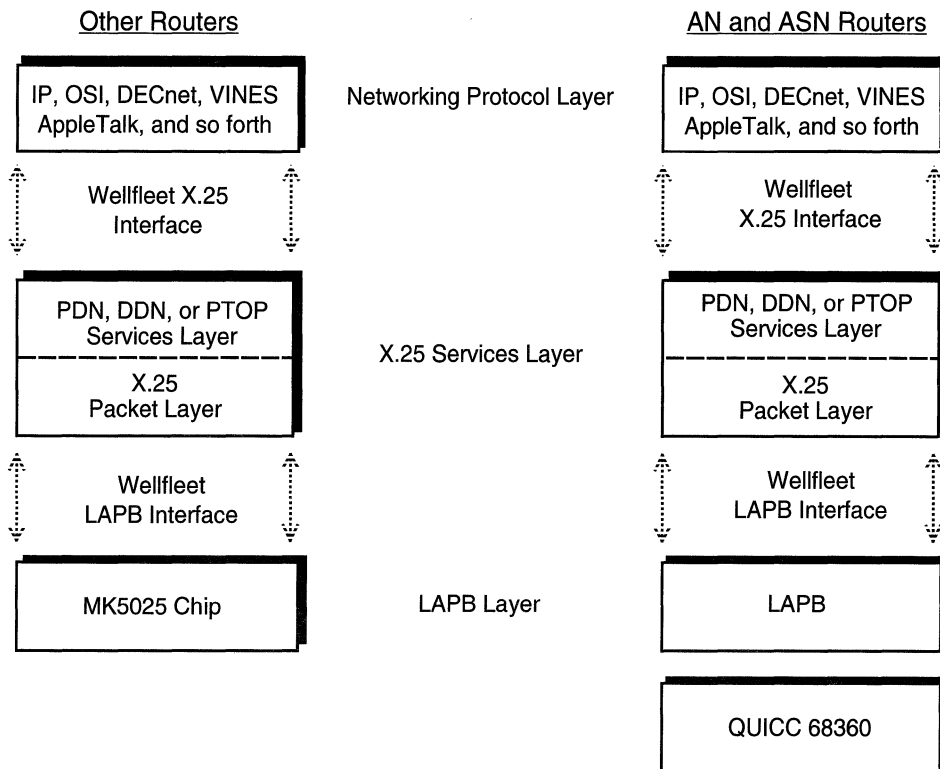 Other Routers
AN and ASN Routers
IP, OSI, DECnet, VINES
AppleTalk, and so forth
Networking Protocol Layer
IP, OSI, DECnet, VINES
AppleTalk, and so forth
Wellfleet X.25
Interface
Wellfleet
X.25 Interface
PDN, DDN, or PTOP
Services Layer
X.25
Packet Layer
X.25 Services Layer
PDN, DDN, or PTOP
Services Layer
X.25
Packet Layer
Wellfleet
LAPB Interface
Wellfleet
LAPB Interface
MK5025 Chip
LAPB Layer
LAPB
QUICC 68360